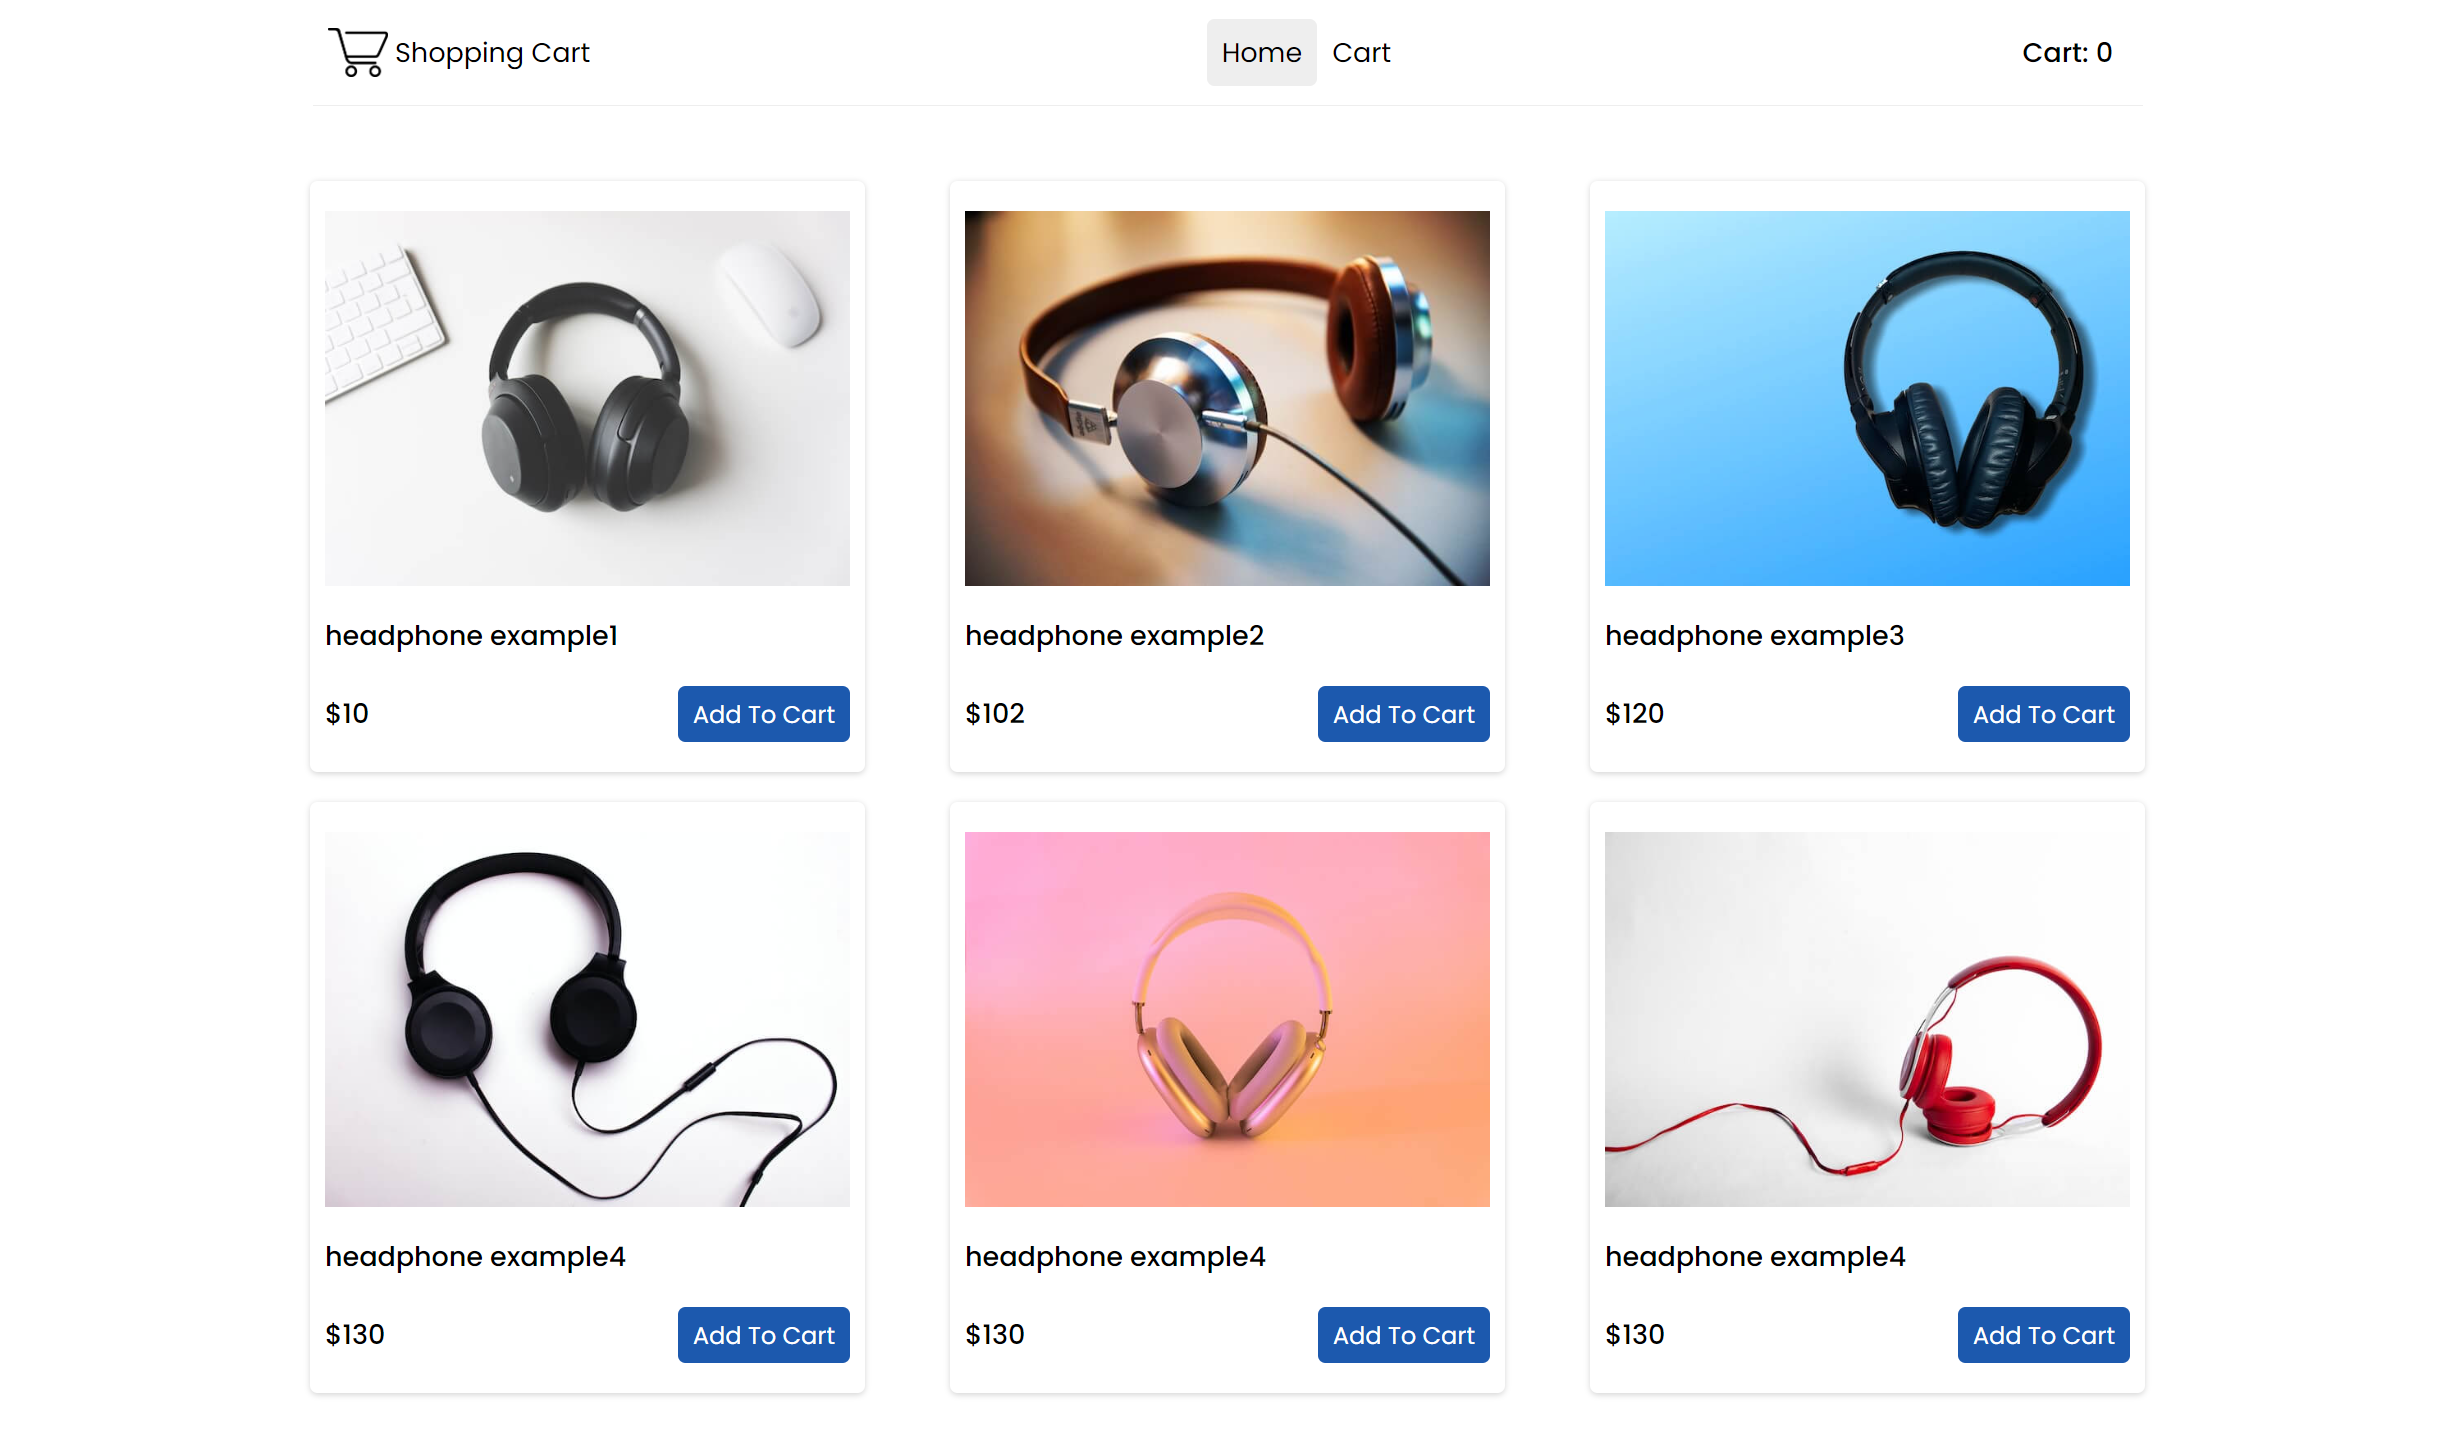 Shopping Cart
Home
Cart
Cart: 0
headphone example1
$10
Add To Cart
headphone example2
$102
Add To Cart
headphone example3
$120
Add To Cart
headphone example4
$130
Add To Cart
headphone example4
$130
Add To Cart
headphone example4
$130
Add To Cart